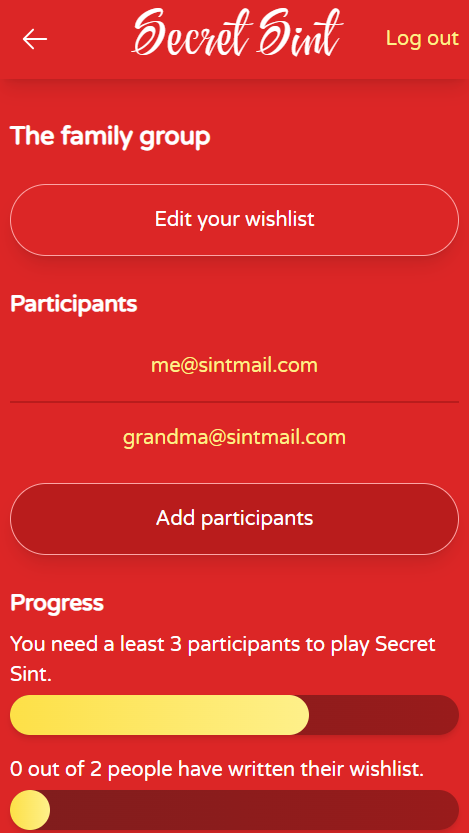 Secret Sint
Log out
The family group
Edit your wishlist
Participants
me@sintmail.com
grandma@sintmail.com
Add participants
Progress
You need a least 3 participants to play Secret
Sint.
0 out of 2 people have written their wishlist.